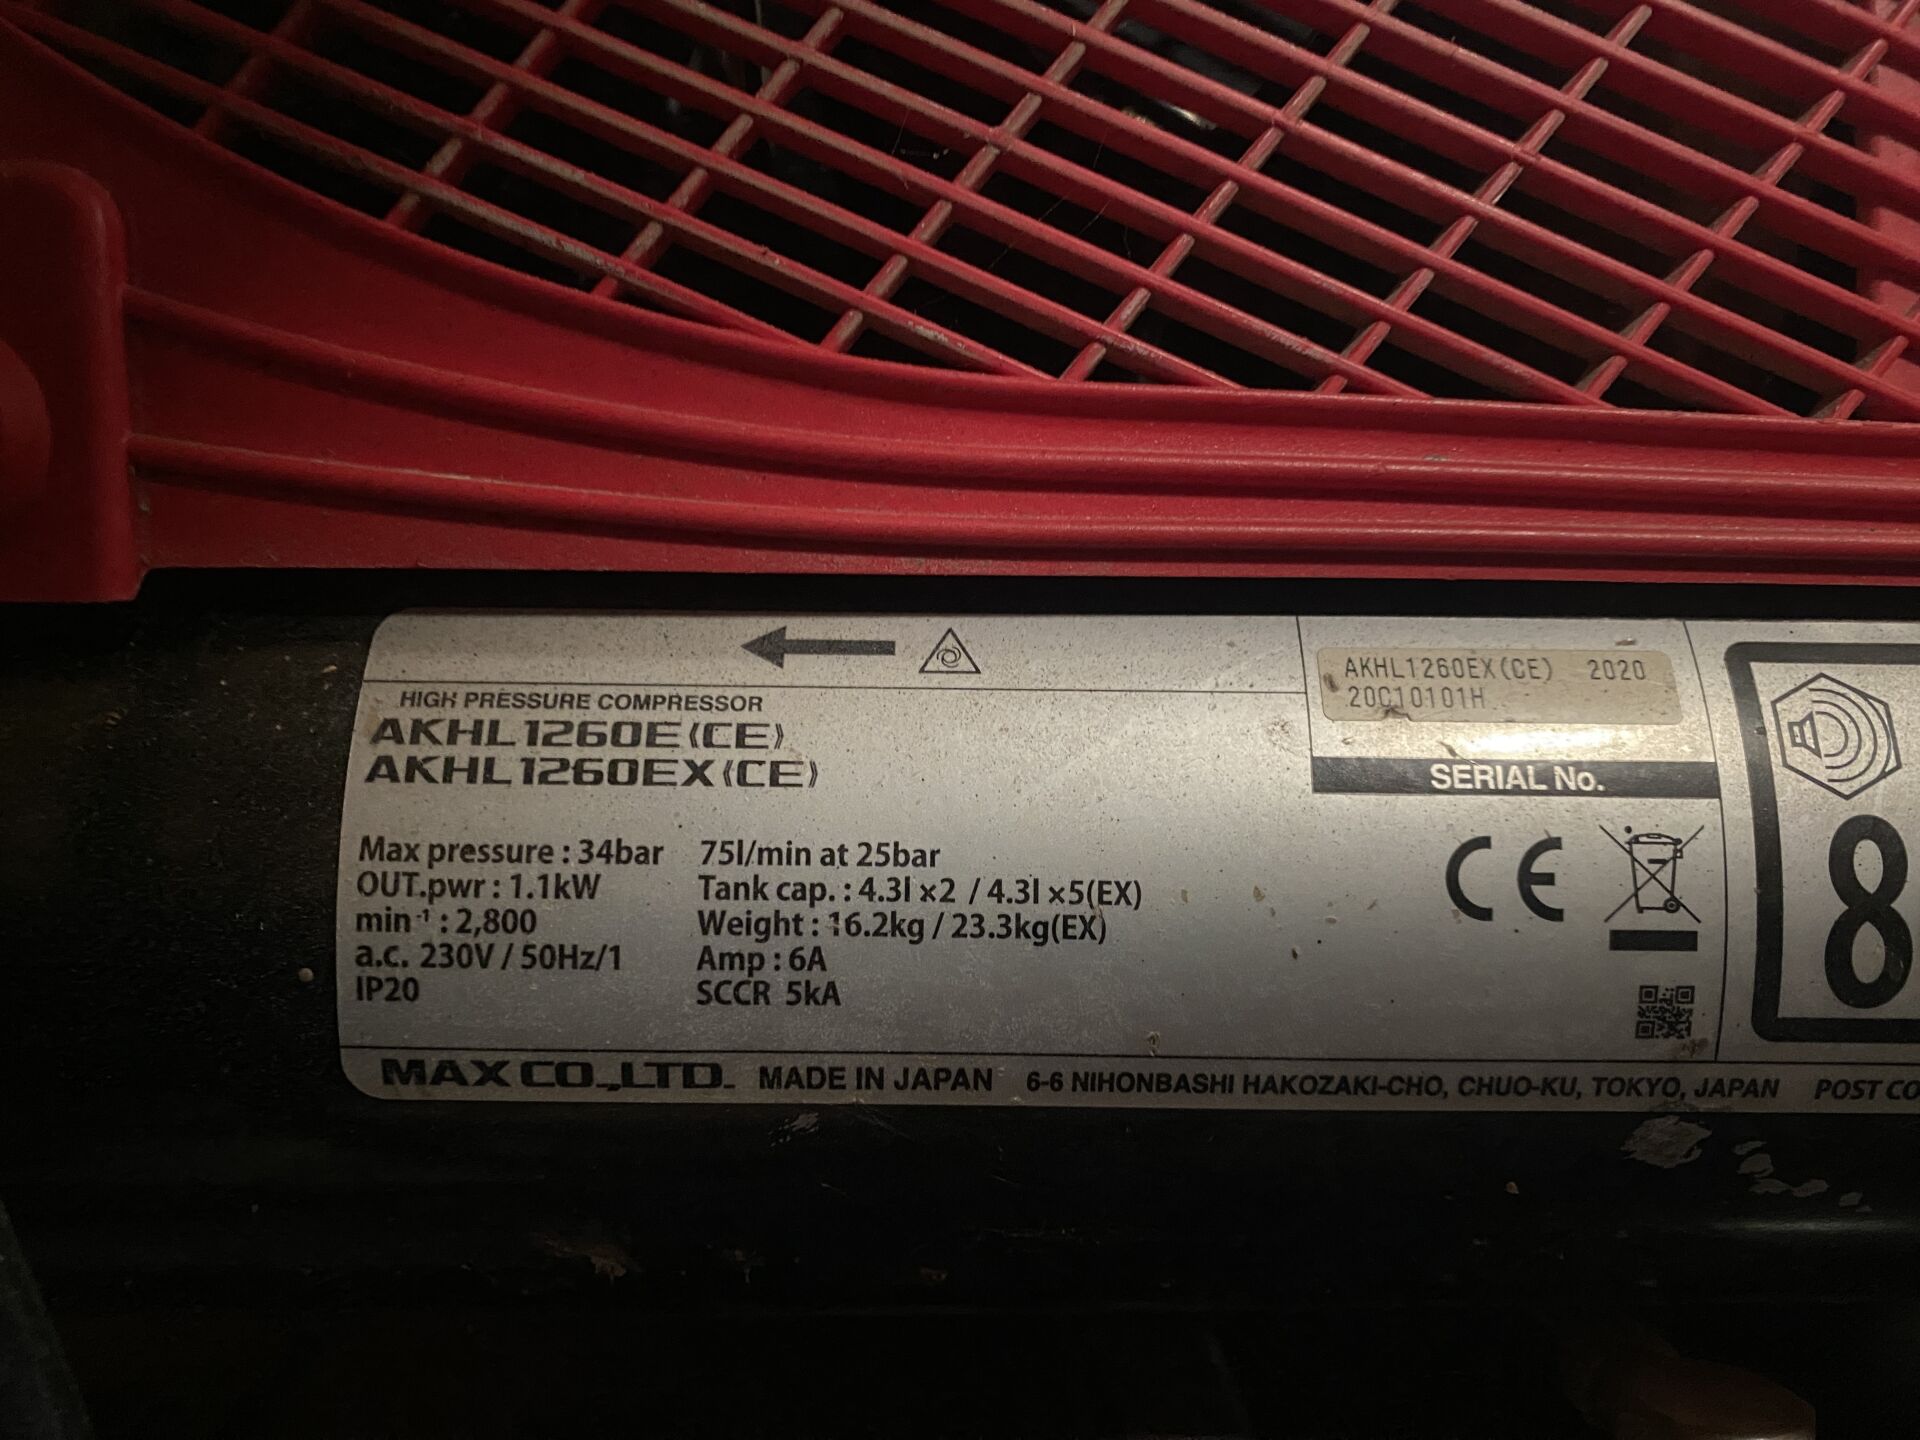 AKHL1260EX(CE) 2020
20C10101H
SERIAL No.
HIGH PRESSURE COMPRESSOR
AKHL1260E(CE)
AKHL1260EX(CE)
Max pressure : 34bar 75l/min at 25bar
OUT.pwr : 1.1kW Tank cap. : 4.3l ×2 / 4.3l ×5(EX)
min⁻¹ : 2,800 Weight : 16.2kg / 23.3kg(EX)
a.c. 230V / 50Hz/1 Amp : 6A
IP20 SCCR 5kA
CE
8
MAX CO.,LTD. MADE IN JAPAN 6-6 NIHONBASHI HAKOZAKI-CHO, CHUO-KU, TOKYO, JAPAN POST CO